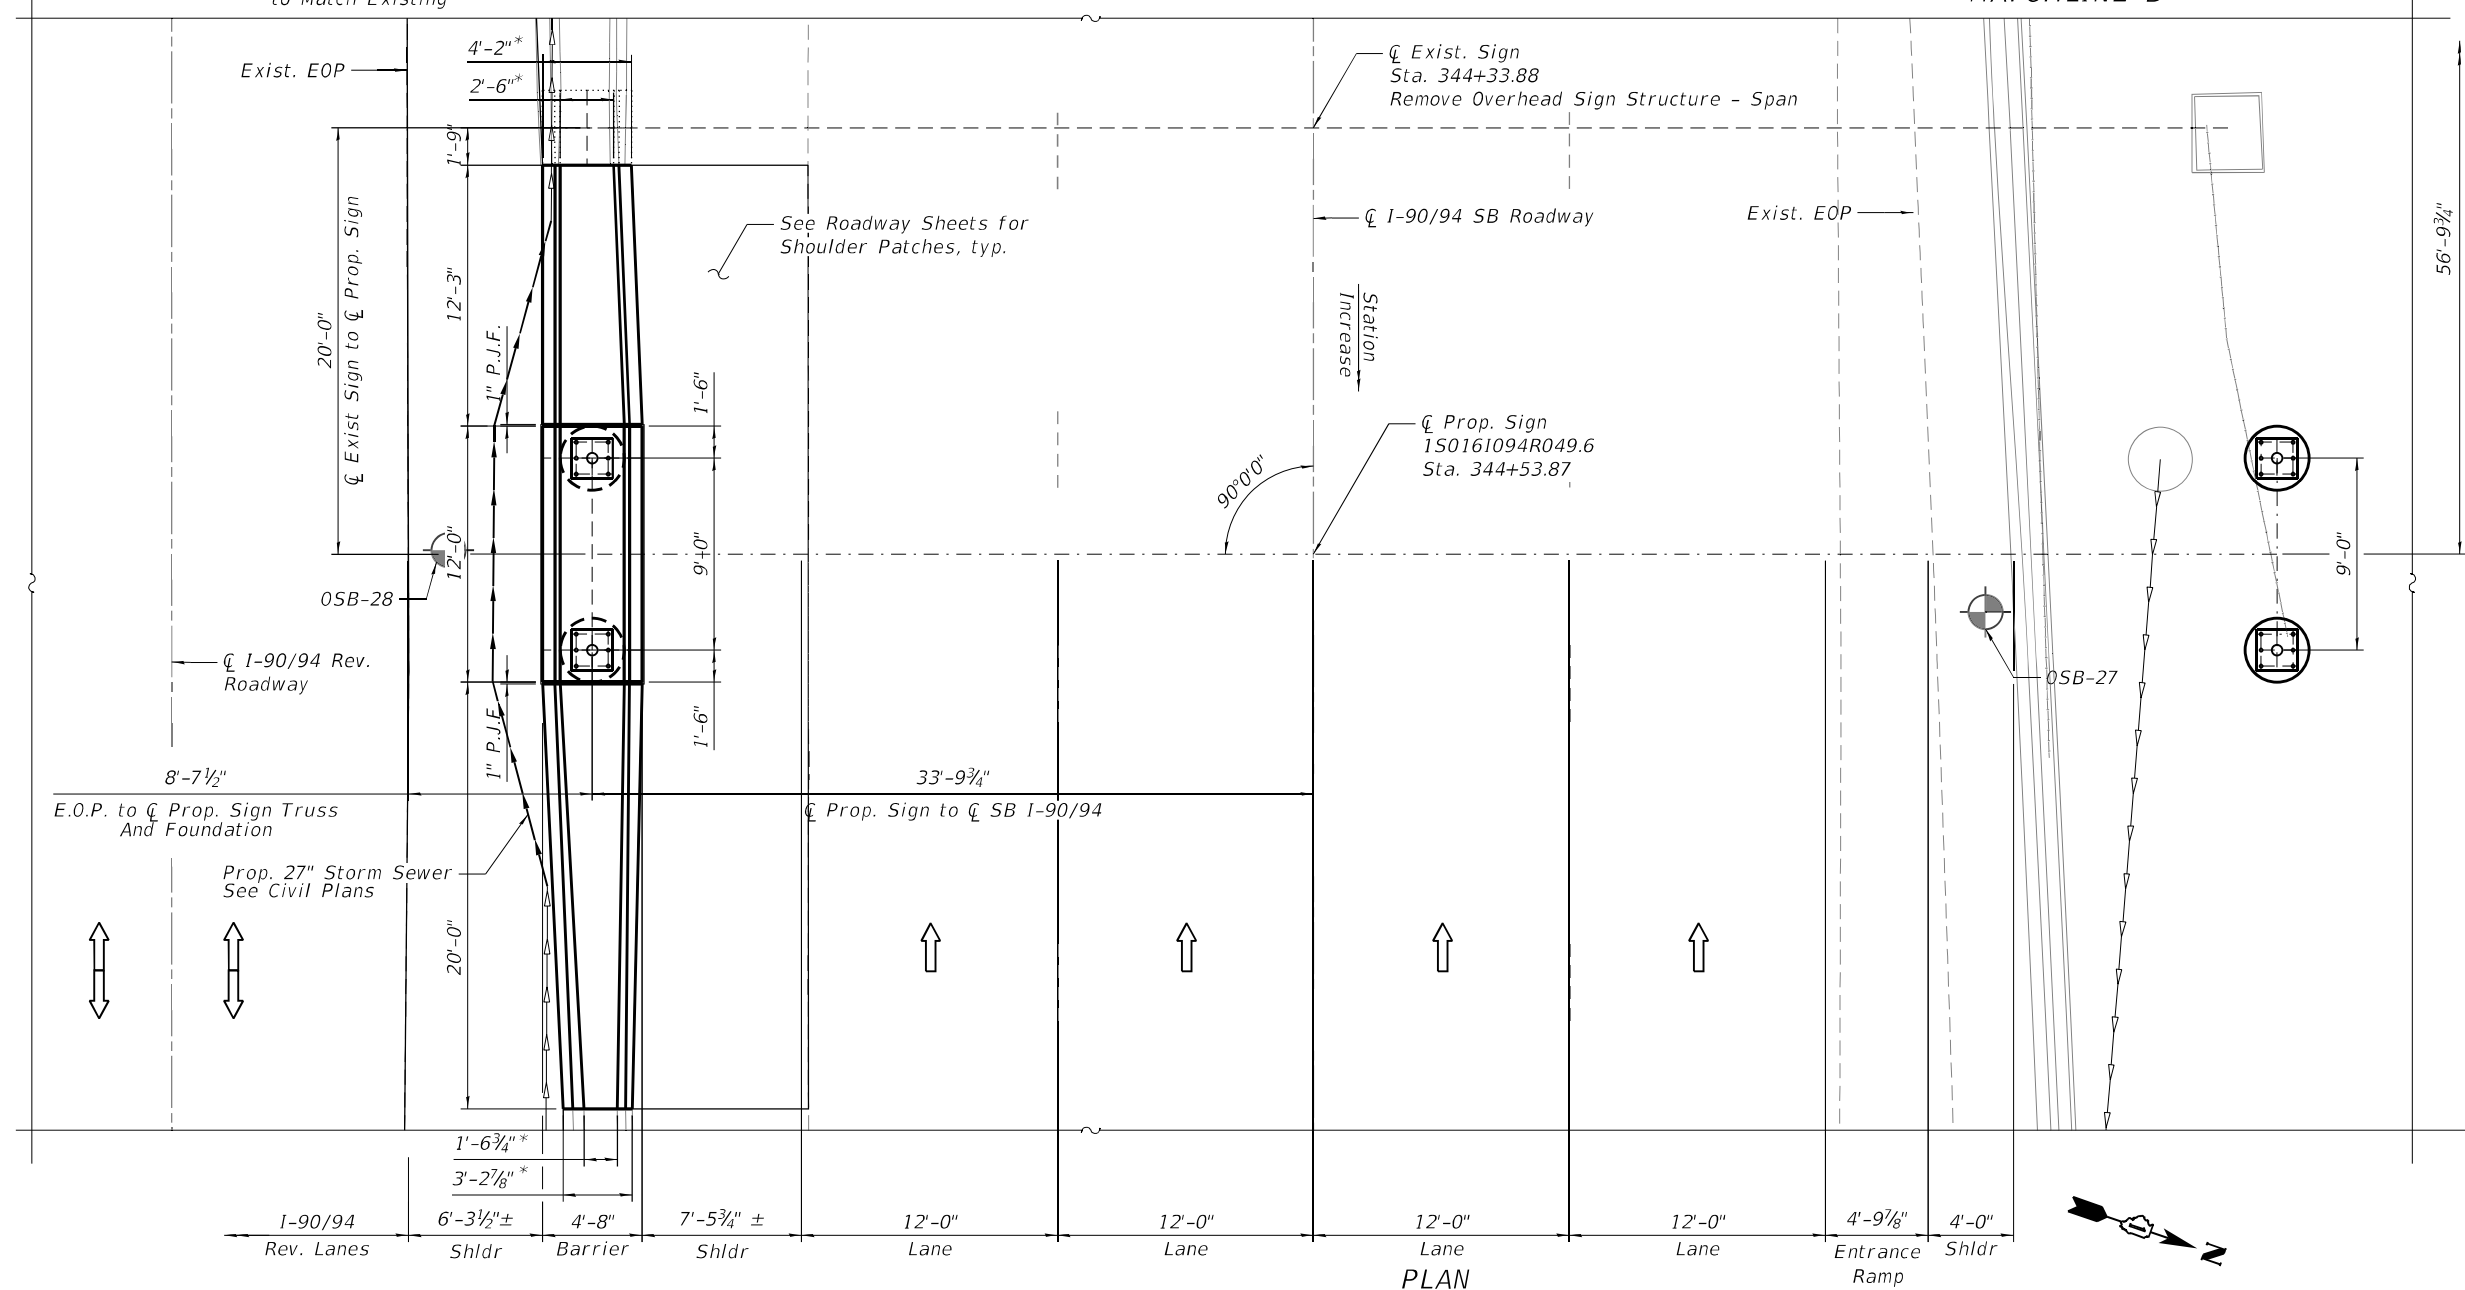 to Match Existing
4'-2"*
2'-6"*
Exist. EOP
1'-9"
℄ Exist. Sign
Sta. 344+33.88
Remove Overhead Sign Structure – Span
56'-9¾"
20'-0"
℄ Exist Sign to ℄ Prop. Sign
12'-3"
See Roadway Sheets for
Shoulder Patches, typ.
℄ I-90/94 SB Roadway
Exist. EOP
Station
Increase
1" P.J.F.
1'-6"
℄ Prop. Sign
1S016I094R049.6
Sta. 344+53.87
90°0'0"
12'-0"
9'-0"
9'-0"
OSB-28
OSB-27
℄ I-90/94 Rev.
Roadway
1" P.J.F.
1'-6"
8'-7½"
E.O.P. to ℄ Prop. Sign Truss
And Foundation
33'-9¾"
℄ Prop. Sign to ℄ SB I-90/94
Prop. 27" Storm Sewer
See Civil Plans
20'-0"
1'-6¾"*
3'-2⅞"*
I-90/94
Rev. Lanes
6'-3½"±
Shldr
4'-8"
Barrier
7'-5¾" ±
Shldr
12'-0"
Lane
12'-0"
Lane
12'-0"
Lane
12'-0"
Lane
4'-9⅞"
Entrance
Ramp
4'-0"
Shldr
PLAN
N